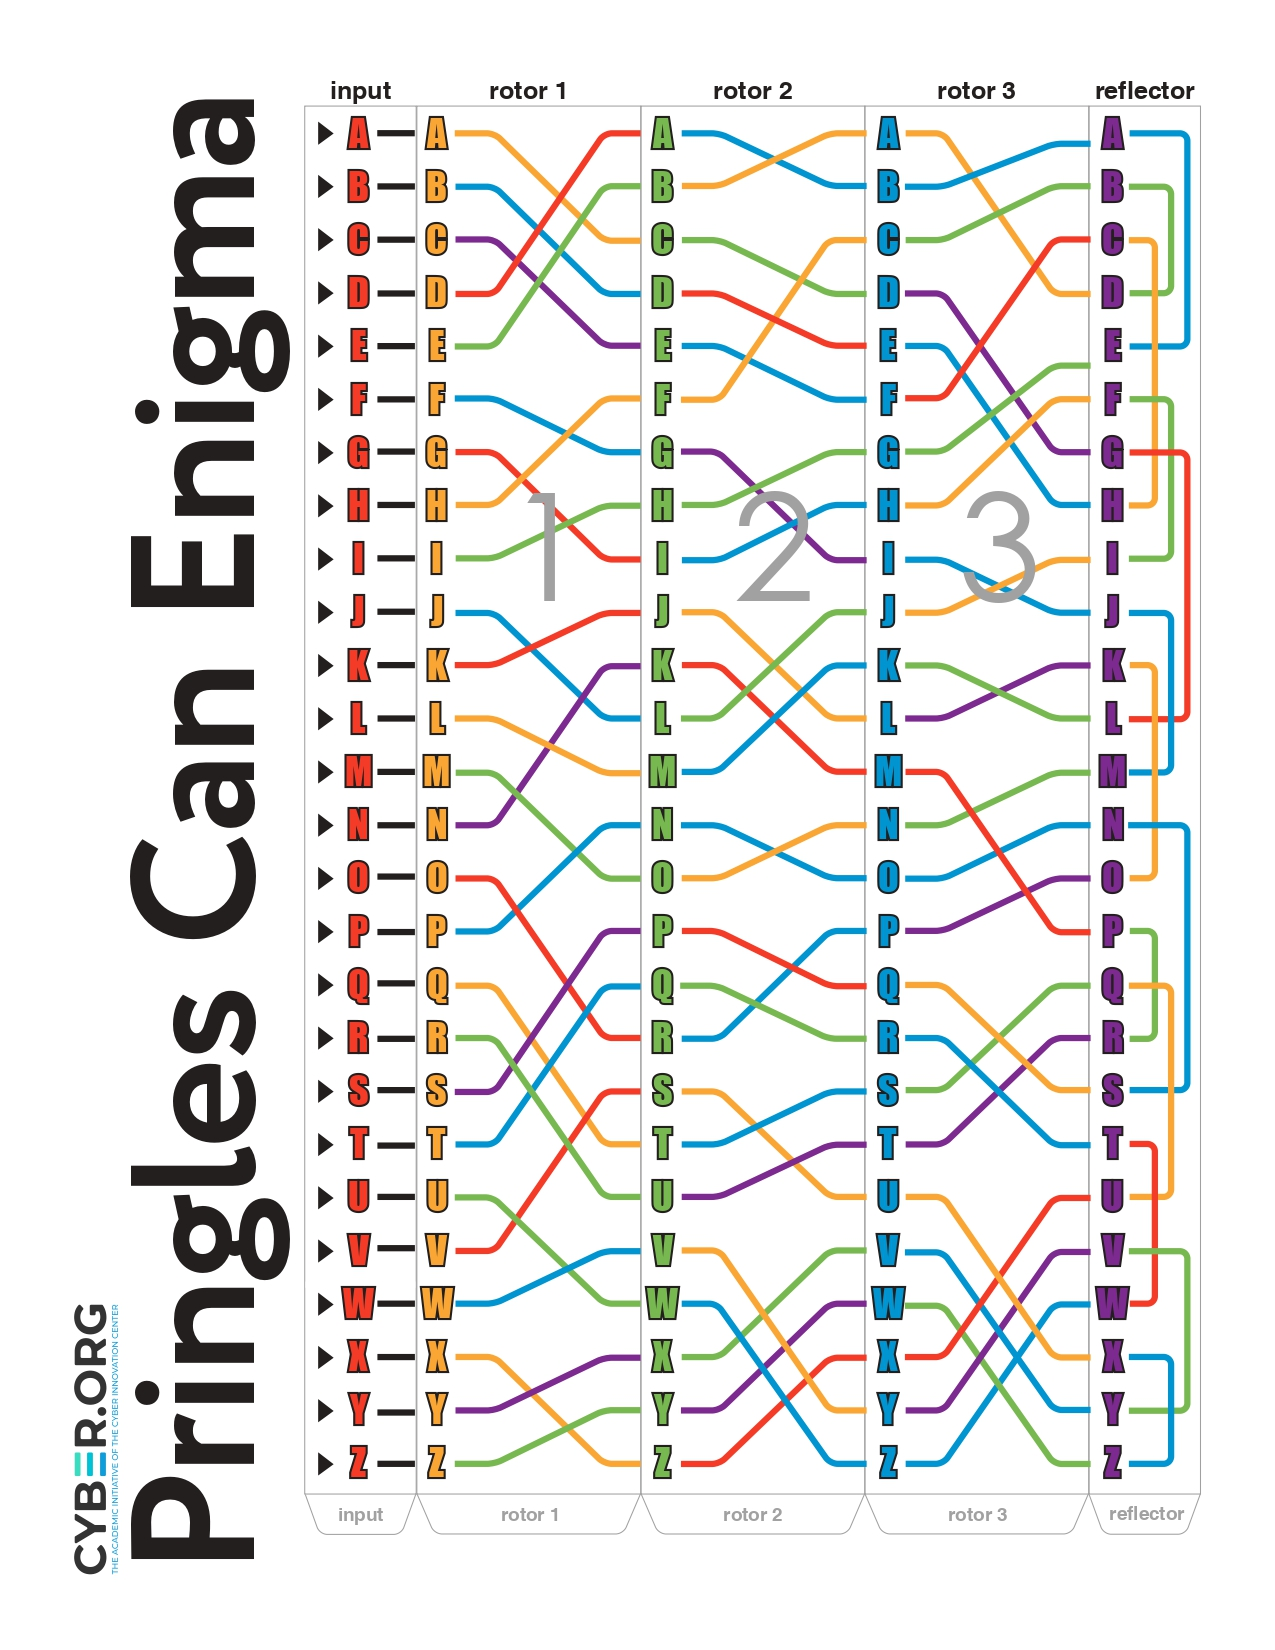 Pringles Can Enigma
CYBER.ORG
THE ACADEMIC INITIATIVE OF THE CYBER INNOVATION CENTER
input rotor 1 rotor 2 rotor 3 reflector
A A A A A
B B B B B
C C C C C
D D D D D
E E E E E
F F F F F
G G G G G
H H H H H
I I I I I
J J J J J
K K K K K
L L L L L
M M M M M
N N N N N
O O O O O
P P P P P
Q Q Q Q Q
R R R R R
S S S S S
T T T T T
U U U U U
V V V V V
W W W W W
X X X X X
Y Y Y Y Y
Z Z Z Z Z
1 2 3
input rotor 1 rotor 2 rotor 3 reflector